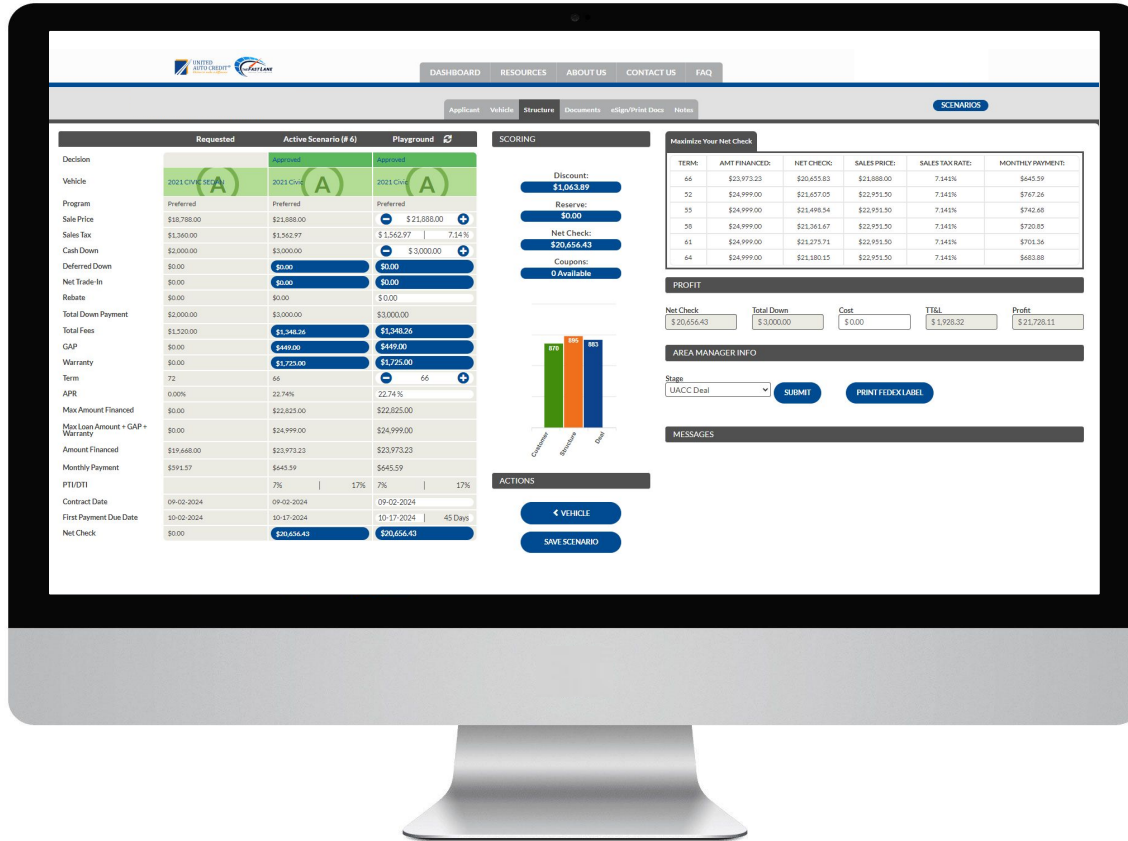 UNITED
AUTO CREDIT
THE FAST LANE
DASHBOARD RESOURCES ABOUT US CONTACT US FAQ
Applicant Vehicle Structure Documents eSign/Print Docs Notes
SCENARIOS
Requested Active Scenario (# 6) Playground
Decision Approved Approved
Vehicle 2021 CIVIC SEDAN A 2021 Civic A 2021 Civic A
Program Preferred Preferred Preferred
Sale Price $18,788.00 $21,888.00 $ 21,888.00
Sales Tax $1,360.00 $1,562.97 $ 1,562.97 | 7.14 %
Cash Down $2,000.00 $3,000.00 $ 3,000.00
Deferred Down $0.00 $0.00 $0.00
Net Trade-In $0.00 $0.00 $0.00
Rebate $0.00 $0.00 $ 0.00
Total Down Payment $2,000.00 $3,000.00 $3,000.00
Total Fees $1,520.00 $1,348.26 $1,348.26
GAP $0.00 $449.00 $449.00
Warranty $0.00 $1,725.00 $1,725.00
Term 72 66 66
APR 0.00% 22.74% 22.74 %
Max Amount Financed $0.00 $22,825.00 $22,825.00
Max Loan Amount + GAP +
Warranty $0.00 $24,999.00 $24,999.00
Amount Financed $19,668.00 $23,973.23 $23,973.23
Monthly Payment $591.57 $645.59 $645.59
PTI/DTI 7% | 17% 7% | 17%
Contract Date 09-02-2024 09-02-2024 09-02-2024
First Payment Due Date 10-02-2024 10-17-2024 10-17-2024 | 45 Days
Net Check $0.00 $20,656.43 $20,656.43
SCORING
Discount:
$1,063.89
Reserve:
$0.00
Net Check:
$20,656.43
Coupons:
0 Available
878 895 883
Customer Structure Deal
ACTIONS
VEHICLE
SAVE SCENARIO
Maximize Your Net Check
TERM: AMT FINANCED: NET CHECK: SALES PRICE: SALES TAX RATE: MONTHLY PAYMENT:
66 $23,973.23 $20,655.83 $21,888.00 7.141% $645.59
52 $24,999.00 $21,657.05 $22,951.50 7.141% $767.26
55 $24,999.00 $21,498.54 $22,951.50 7.141% $742.68
58 $24,999.00 $21,361.67 $22,951.50 7.141% $720.85
61 $24,999.00 $21,275.71 $22,951.50 7.141% $701.36
64 $24,999.00 $21,180.15 $22,951.50 7.141% $683.88
PROFIT
Net Check Total Down Cost TT&L Profit
$ 20,656.43 $ 3,000.00 $ 0.00 $ 1,928.32 $ 21,728.11
AREA MANAGER INFO
Stage
UACC Deal SUBMIT PRINT FEDEX LABEL
MESSAGES